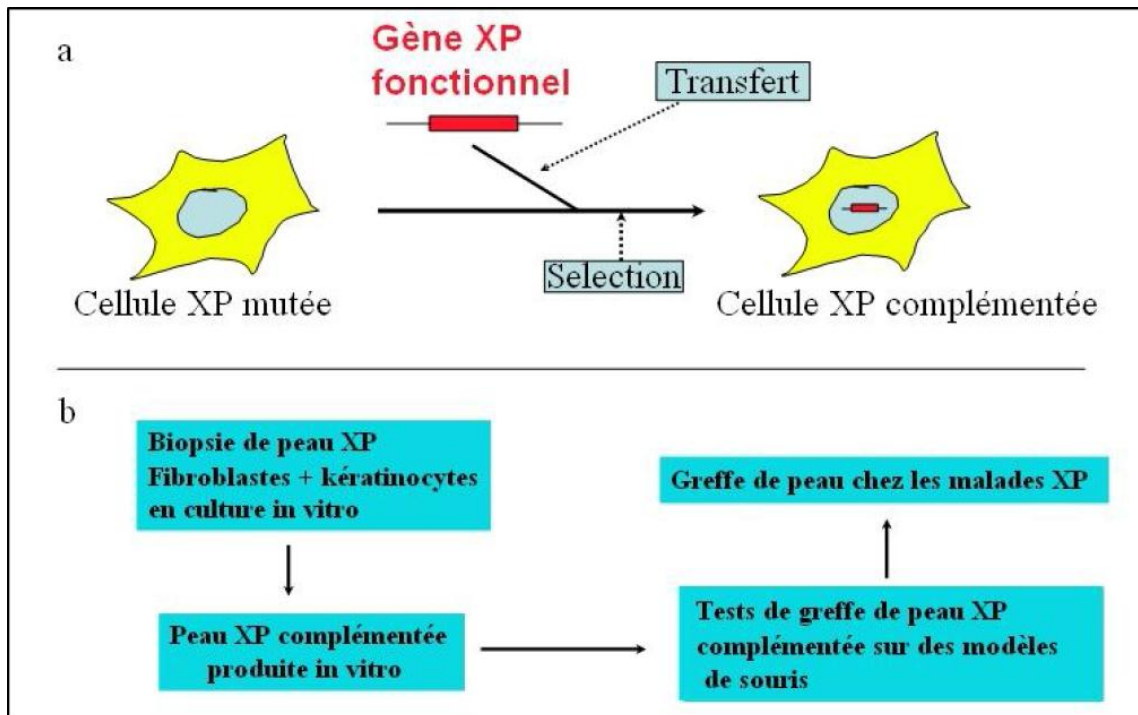 a
Gène XP
fonctionnel
Transfert
Selection
Cellule XP mutée
Cellule XP complémentée
b
Biopsie de peau XP
Fibroblastes + kératinocytes
en culture in vitro
Peau XP complémentée
produite in vitro
Greffe de peau chez les malades XP
Tests de greffe de peau XP
complémentée sur des modèles
de souris